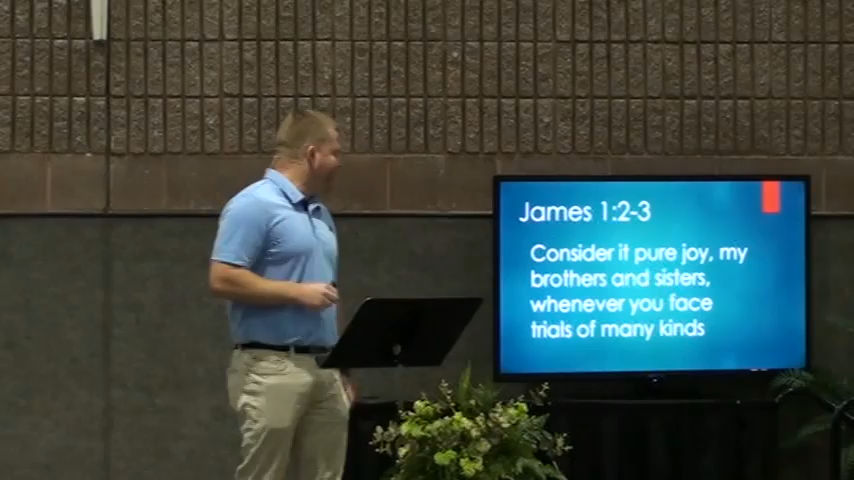 James 1:2-3
Consider it pure joy, my
brothers and sisters,
whenever you face
trials of many kinds